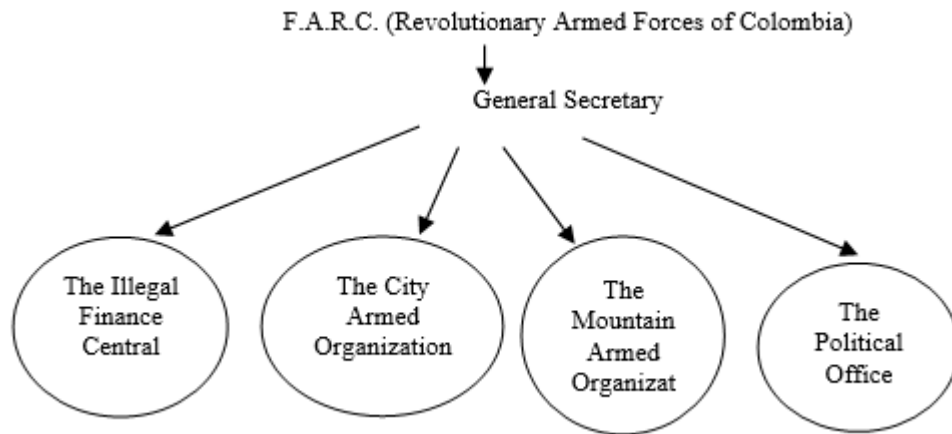 F.A.R.C. (Revolutionary Armed Forces of Colombia)
General Secretary
The Illegal
Finance
Central
The City
Armed
Organization
The
Mountain
Armed
Organizat
The
Political
Office